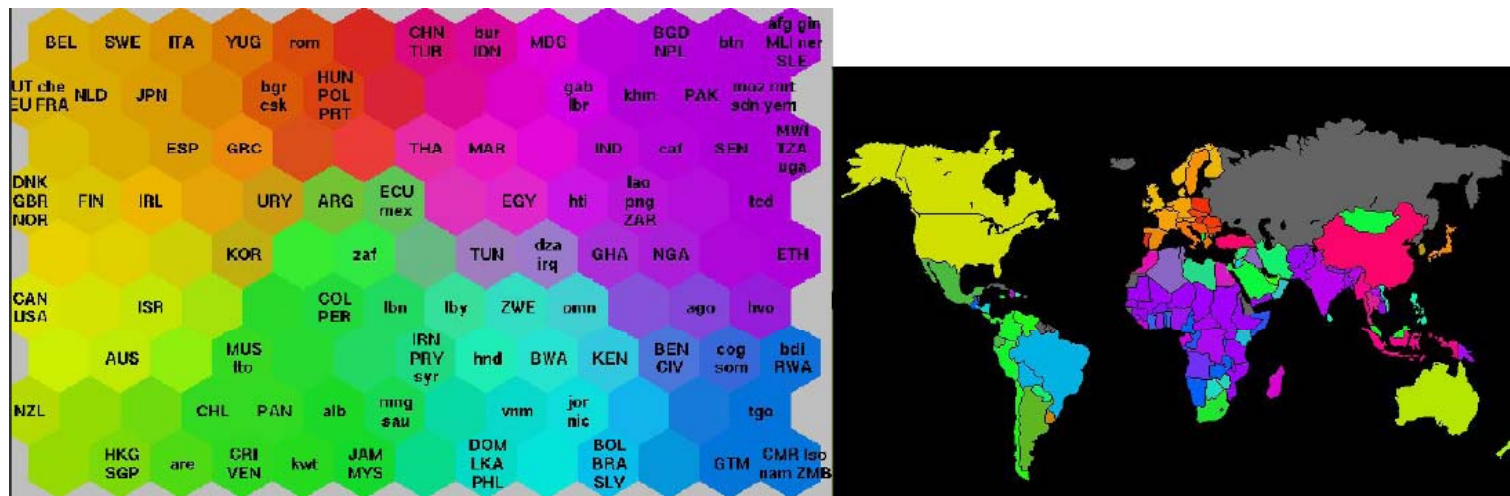 BEL
SWE
ITA
YUG
rom
CHN
TUR
bur
IDN
MDG
BGD
NPL
btn
afg gin
MLI ner
SLE
UT che
EU FRA
NLD
JPN
bgr
csk
HUN
POL
PRT
gab
lbr
khm
PAK
moz mrt
sdn yem
ESP
GRC
THA
MAR
IND
caf
SEN
MWI
TZA
uga
DNK
GBR
NOR
FIN
IRL
URY
ARG
ECU
mex
EGY
hti
lao
png
ZAR
tcd
KOR
zaf
TUN
dza
irq
GHA
NGA
ETH
CAN
USA
ISR
COL
PER
lbn
lby
ZWE
omn
ago
hvo
AUS
MUS
tto
IRN
PRY
syr
hnd
BWA
KEN
BEN
CIV
cog
som
bdi
RWA
NZL
CHL
PAN
alb
mng
sau
vnm
jor
nic
tgo
HKG
SGP
are
CRI
VEN
kwt
JAM
MYS
DOM
LKA
PHL
BOL
BRA
SLV
GTM
CMR lso
nam ZMB